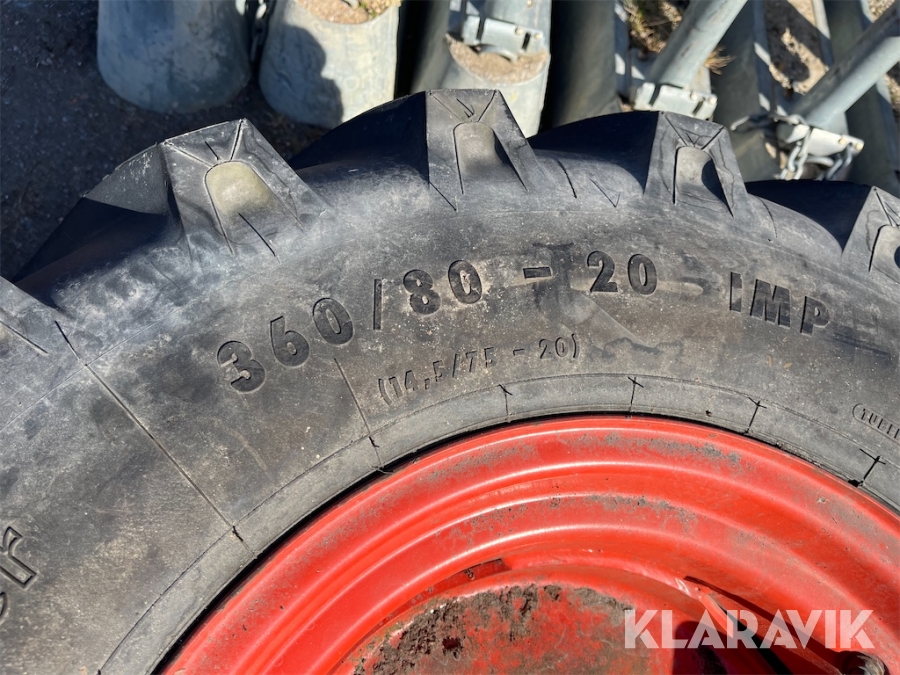 360/80 - 20 IMP
(14,5/75 - 20)
KLARAVIK